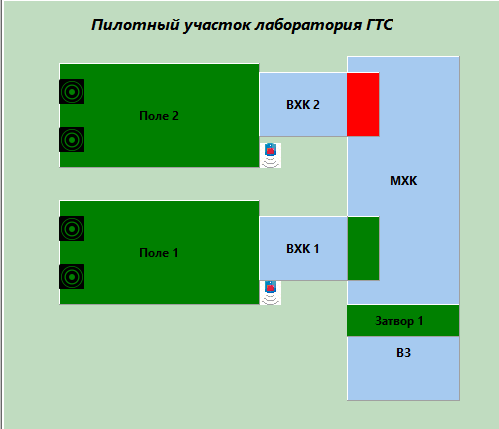 Пилотный участок лаборатория ГТС
Поле 2
ВХК 2
МХК
Поле 1
ВХК 1
Затвор 1
ВЗ